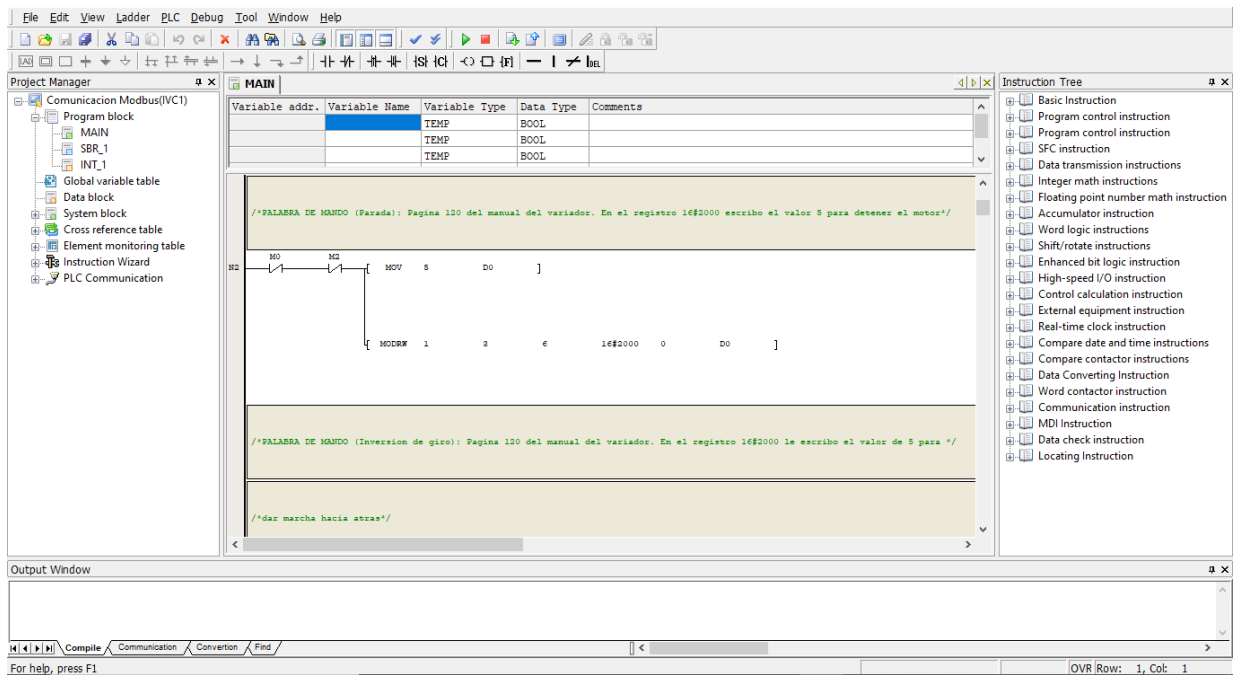 File Edit View Ladder PLC Debug Tool Window Help
Project Manager
Comunicacion Modbus(IVC1)
Program block
MAIN
SBR_1
INT_1
Global variable table
Data block
System block
Cross reference table
Element monitoring table
Instruction Wizard
PLC Communication
MAIN
Variable addr. Variable Name Variable Type Data Type Comments
TEMP BOOL
TEMP BOOL
TEMP BOOL
/*PALABRA DE MANDO (Parada): Pagina 120 del manual del variador. En el registro 16#2000 escribo el valor 5 para detener el motor*/
M0 M2
N2 [ MOV 5 D0 ]
[ MODRW 1 3 6 16#2000 0 D0 ]
/*PALABRA DE MANDO (Inversion de giro): Pagina 120 del manual del variador. En el registro 16#2000 le escribo el valor de 5 para */
/*dar marcha hacia atras*/
Instruction Tree
Basic Instruction
Program control instruction
Program control instruction
SFC instruction
Data transmission instructions
Integer math instructions
Floating point number math instruction
Accumulator instruction
Word logic instructions
Shift/rotate instructions
Enhanced bit logic instruction
High-speed I/O instruction
Control calculation instruction
External equipment instruction
Real-time clock instruction
Compare date and time instructions
Compare contactor instructions
Data Converting Instruction
Word contactor instruction
Communication instruction
MDI Instruction
Data check instruction
Locating Instruction
Output Window
Compile Communication Convertion Find
For help, press F1
OVR Row: 1, Col: 1